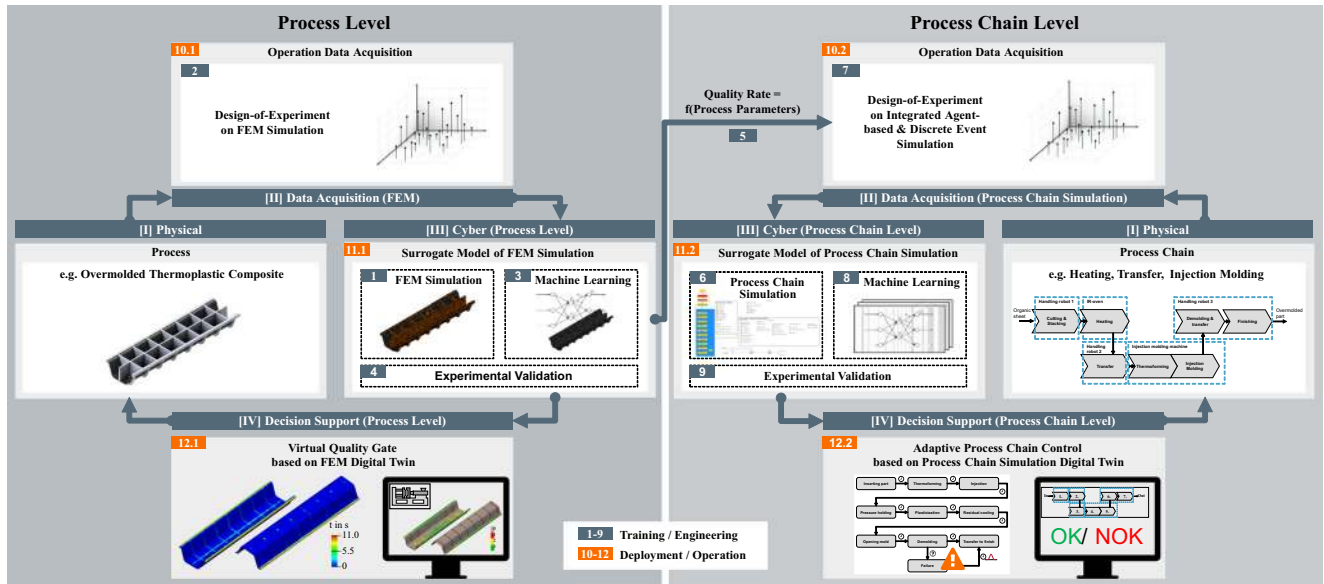 Process Level
10.1
Operation Data Acquisition
2
Design-of-Experiment
on FEM Simulation
[II] Data Acquisition (FEM)
[I] Physical
Process
e.g. Overmolded Thermoplastic Composite
[III] Cyber (Process Level)
11.1
Surrogate Model of FEM Simulation
1
FEM Simulation
3
Machine Learning
4
Experimental Validation
[IV] Decision Support (Process Level)
12.1
Virtual Quality Gate
based on FEM Digital Twin
t in s
11.0
5.5
0
Quality Rate =
f(Process Parameters)
5
1-9
Training / Engineering
10-12
Deployment / Operation
Process Chain Level
10.2
Operation Data Acquisition
7
Design-of-Experiment
on Integrated Agent-
based & Discrete Event
Simulation
[II] Data Acquisition (Process Chain Simulation)
[III] Cyber (Process Chain Level)
11.2
Surrogate Model of Process Chain Simulation
6
Process Chain
Simulation
8
Machine Learning
9
Experimental Validation
[I] Physical
Process Chain
e.g. Heating, Transfer, Injection Molding
Handling robot 1
IR-oven
Handling robot 3
Organic
sheet
Cutting &
Stacking
Heating
Demolding &
transfer
Finishing
Overmolded
part
Handling
robot 2
Injection molding machine
Transfer
Thermoforming
Injection
Molding
[IV] Decision Support (Process Chain Level)
12.2
Adaptive Process Chain Control
based on Process Chain Simulation Digital Twin
Inserting part
Thermoforming
Injection
Pressure holding
Plastizisation
Residual cooling
Opening mold
Demolding
Transfer to finish
Failure
OK/ NOK